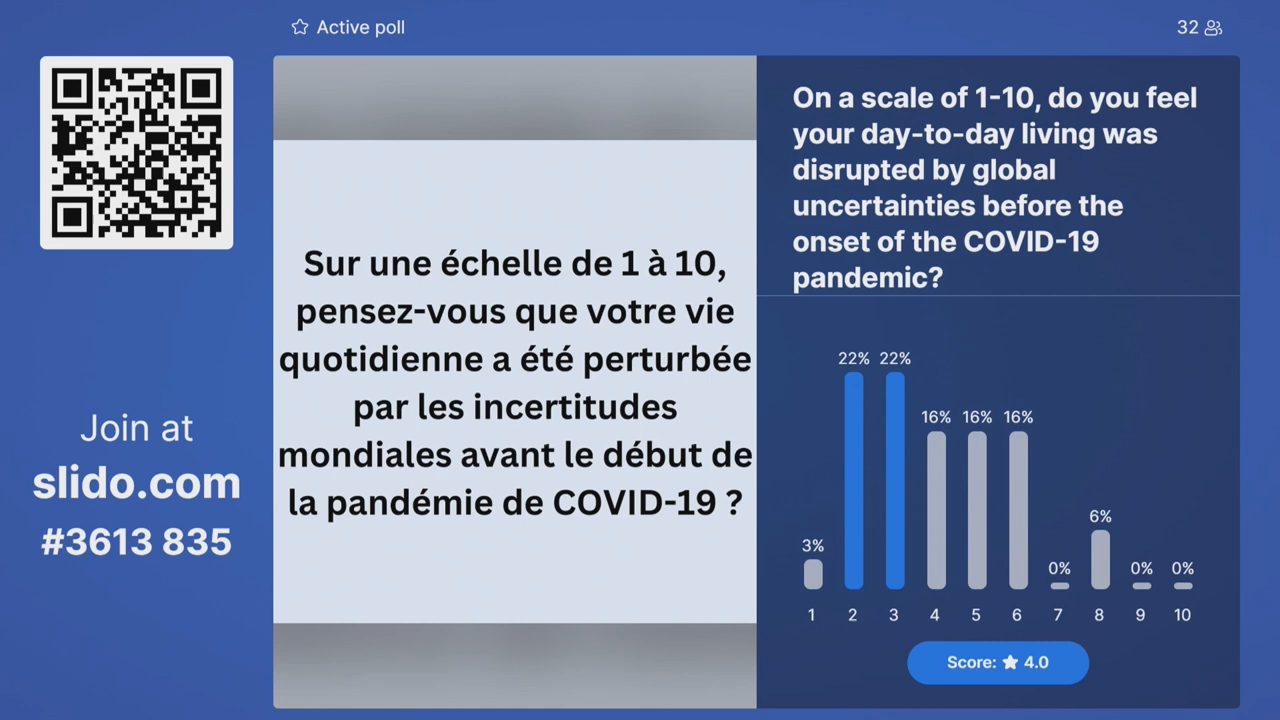 Active poll
32
Join at
slido.com
#3613 835
Sur une échelle de 1 à 10,
pensez-vous que votre vie
quotidienne a été perturbée
par les incertitudes
mondiales avant le début de
la pandémie de COVID-19 ?
On a scale of 1-10, do you feel
your day-to-day living was
disrupted by global
uncertainties before the
onset of the COVID-19
pandemic?
3% 22% 22% 16% 16% 16% 0% 6% 0% 0%
1 2 3 4 5 6 7 8 9 10
Score: ★ 4.0